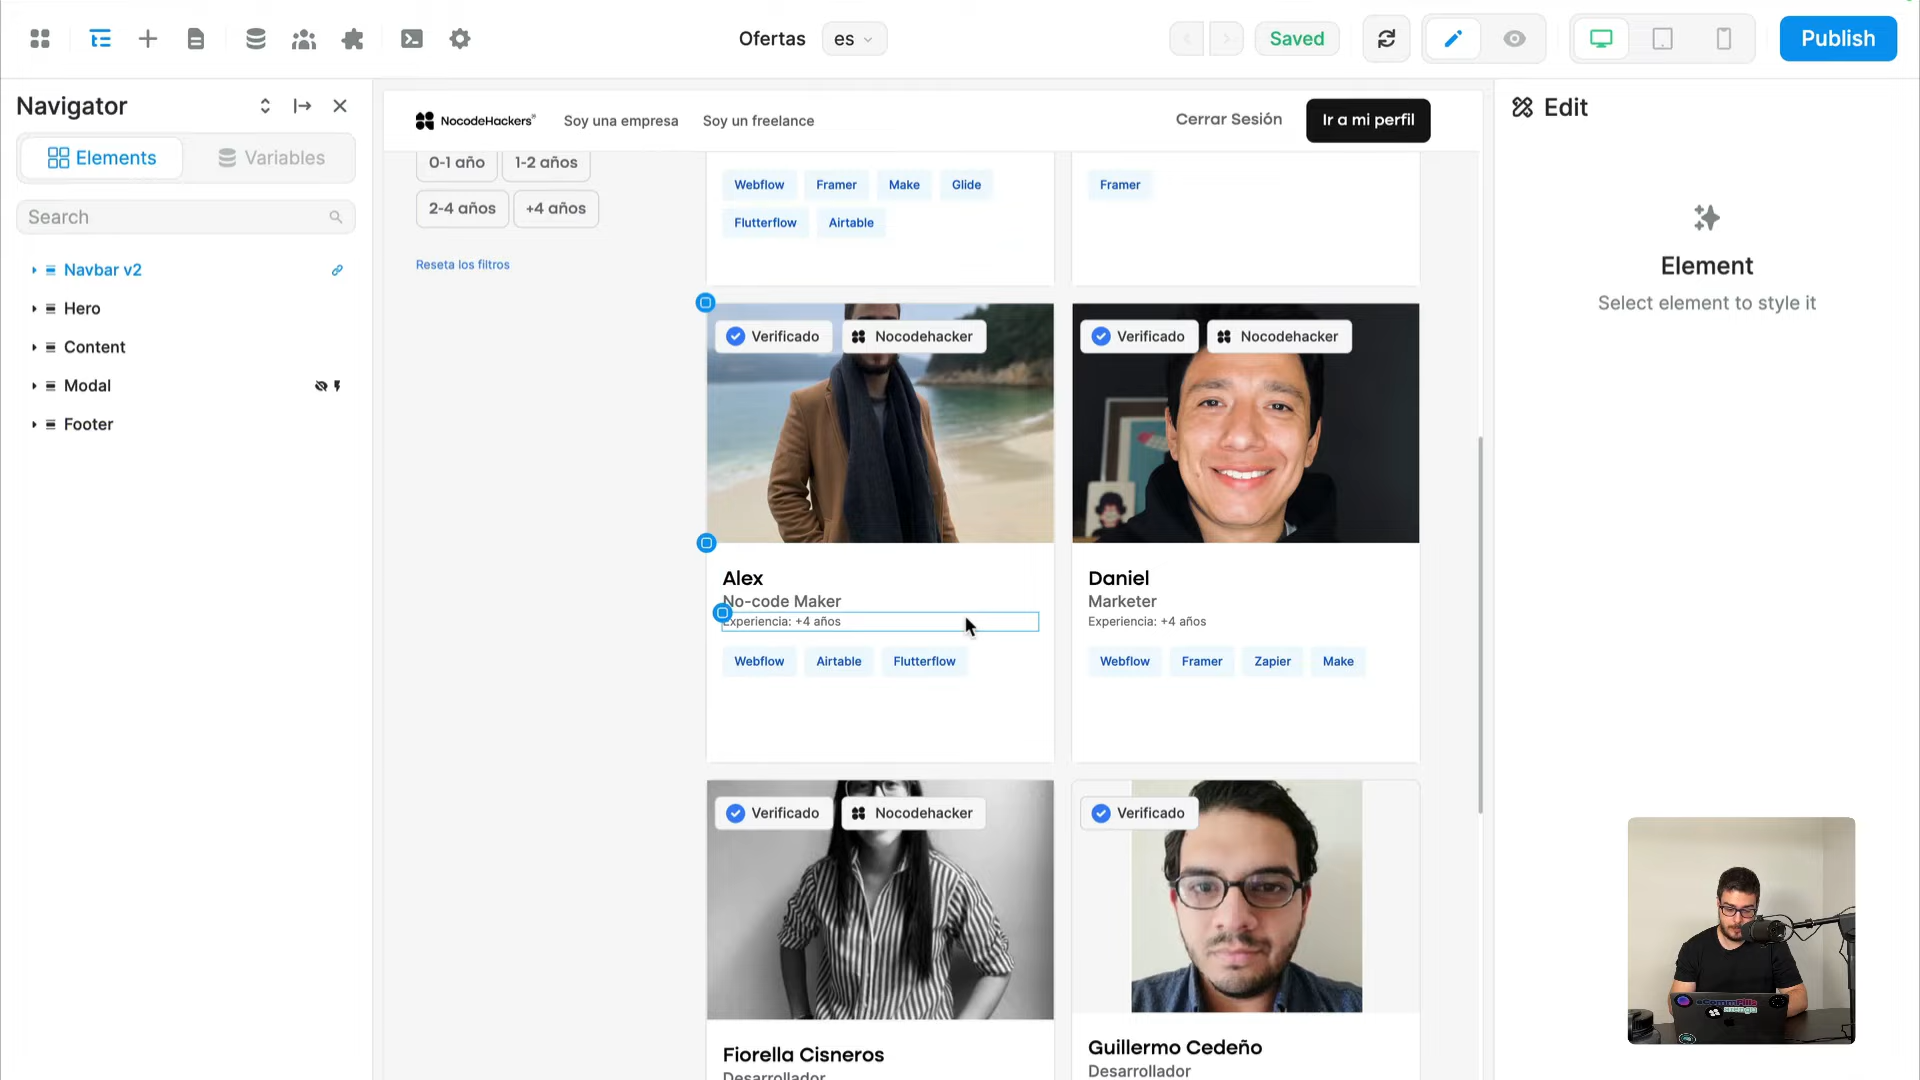 Ofertas
es
Saved
Publish
Navigator
Elements
Variables
Search
Navbar v2
Hero
Content
Modal
Footer
NocodeHackers®
Soy una empresa
Soy un freelance
Cerrar Sesión
Ir a mi perfil
0-1 año
1-2 años
2-4 años
+4 años
Reseta los filtros
Webflow
Framer
Make
Glide
Flutterflow
Airtable
Framer
Verificado
Nocodehacker
Alex
No-code Maker
Experiencia: +4 años
Webflow
Airtable
Flutterflow
Verificado
Nocodehacker
Daniel
Marketer
Experiencia: +4 años
Webflow
Framer
Zapier
Make
Verificado
Nocodehacker
Fiorella Cisneros
Desarrollador
Verificado
Guillermo Cedeño
Desarrollador
Edit
Element
Select element to style it